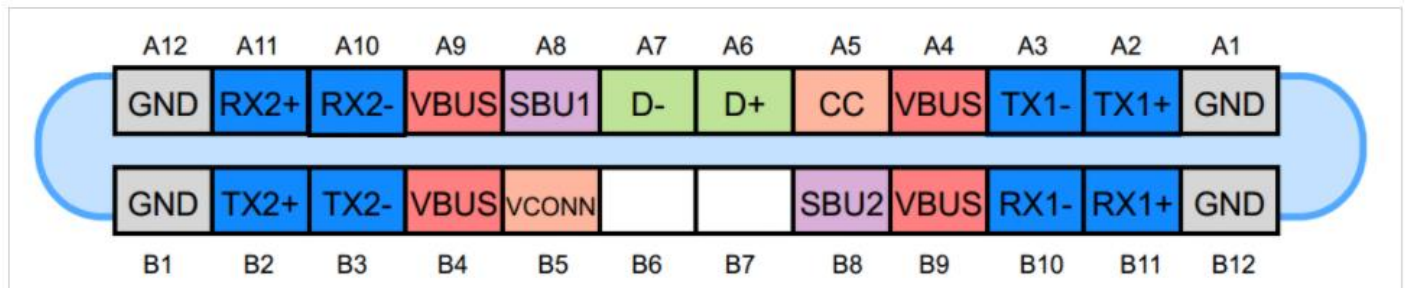 A12 A11 A10 A9 A8 A7 A6 A5 A4 A3 A2 A1
GND RX2+ RX2- VBUS SBU1 D- D+ CC VBUS TX1- TX1+ GND
GND TX2+ TX2- VBUS VCONN SBU2 VBUS RX1- RX1+ GND
B1 B2 B3 B4 B5 B6 B7 B8 B9 B10 B11 B12